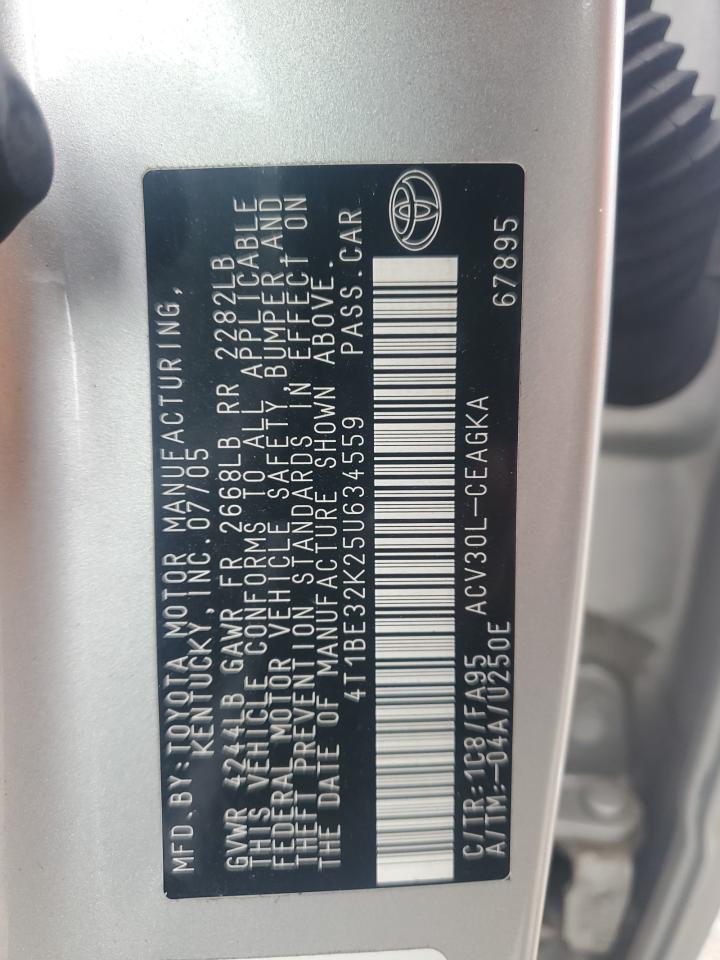 MFD.BY:TOYOTA MOTOR MANUFACTURING,
KENTUCKY,INC.07/05
GVWR 4244LB GAWR FR 2668LB RR 2282LB
THIS VEHICLE CONFORMS TO ALL APPLICABLE
FEDERAL MOTOR VEHICLE SAFETY,BUMPER AND
THEFT PREVENTION STANDARDS IN EFFECT ON
THE DATE OF MANUFACTURE SHOWN ABOVE.
4T1BE32K25U634559 PASS.CAR
C/TR:1C8/FA95 ACV30L-CEAGKA 67895
A/TM:-04A/U250E